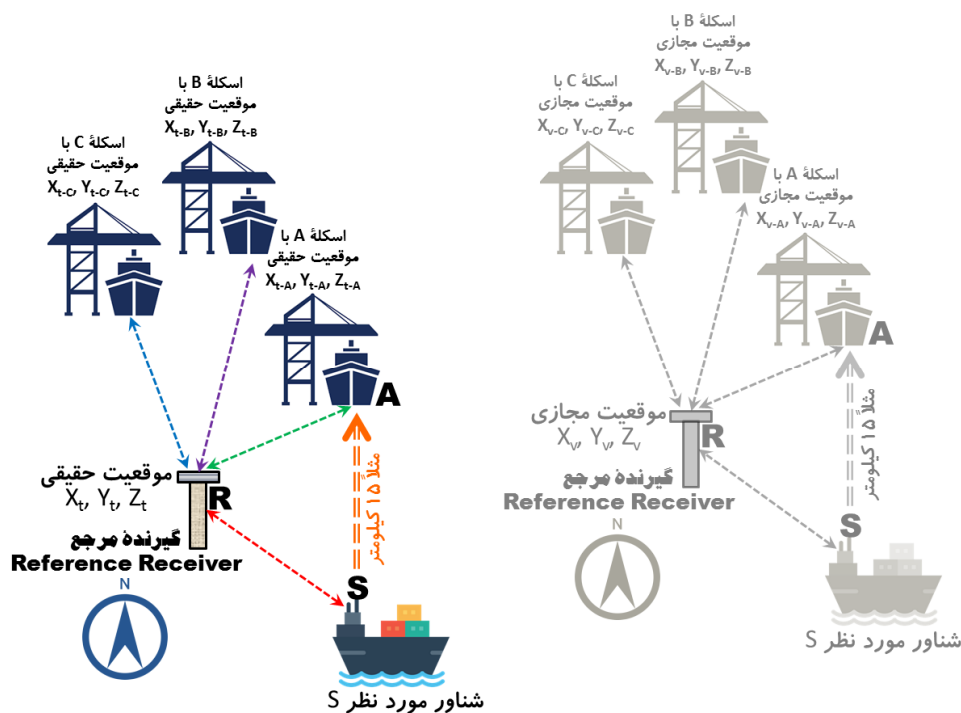 اسکلهٔ B با
موقعیت حقیقی
Xt-B, Yt-B, Zt-B
اسکلهٔ C با
موقعیت حقیقی
Xt-C, Yt-C, Zt-C
اسکلهٔ A با
موقعیت حقیقی
Xt-A, Yt-A, Zt-A
A
مثلاً ۱۵ کیلومتر
موقعیت حقیقی
Xt, Yt, Zt
R
گیرندهٔ مرجع
Reference Receiver
N
S
شناور مورد نظر S
اسکلهٔ B با
موقعیت مجازی
Xv-B, Yv-B, Zv-B
اسکلهٔ C با
موقعیت مجازی
Xv-C, Yv-C, Zv-C
اسکلهٔ A با
موقعیت مجازی
Xv-A, Yv-A, Zv-A
A
مثلاً ۱۵ کیلومتر
موقعیت مجازی
Xv, Yv, Zv
R
گیرندهٔ مرجع
Reference Receiver
N
S
شناور مورد نظر S